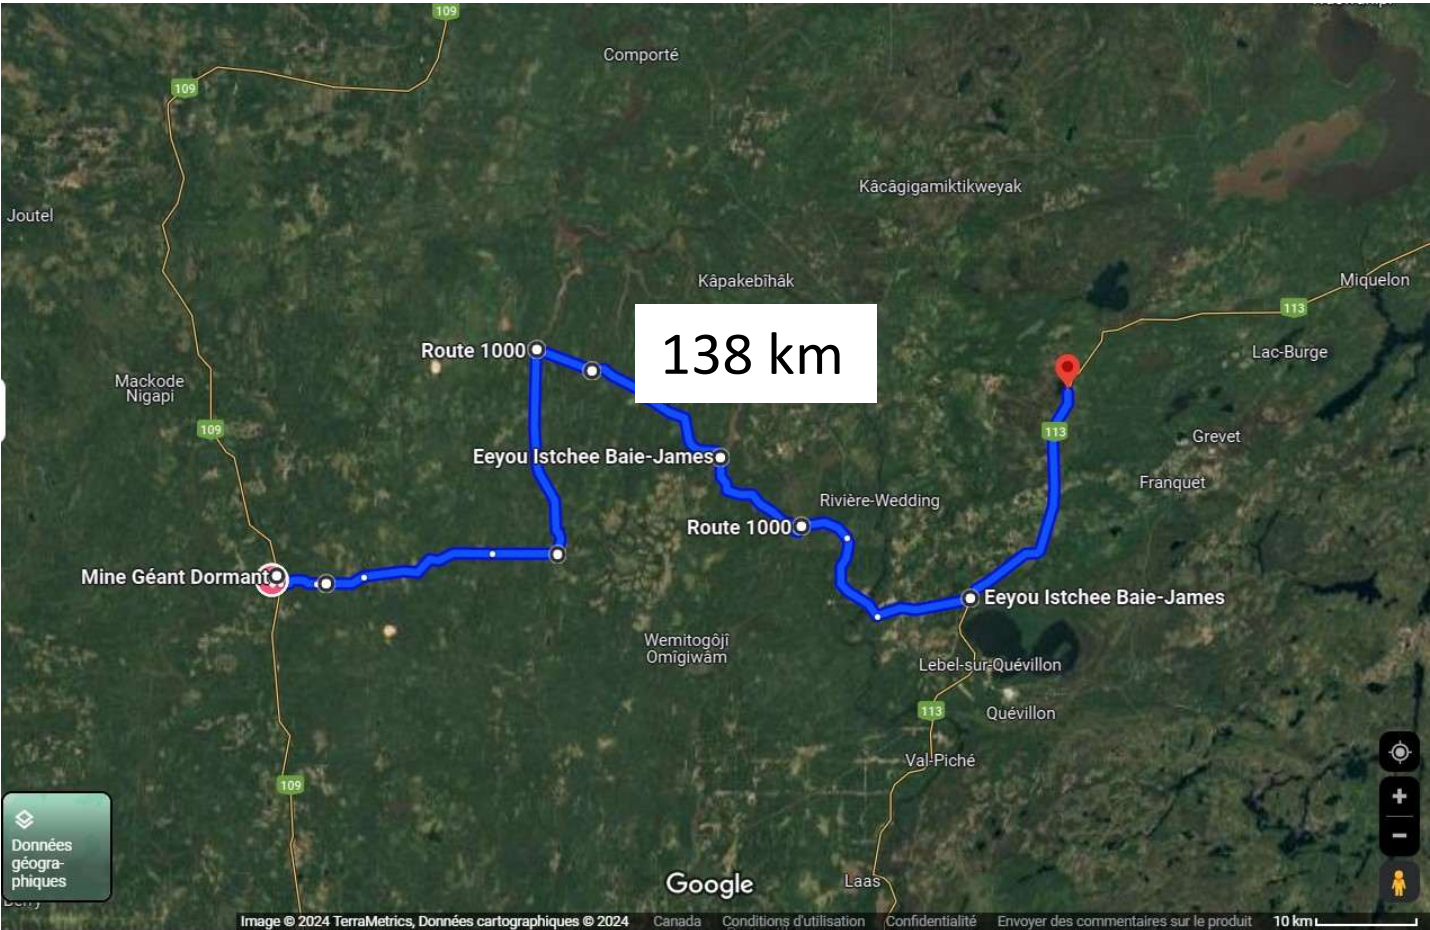 109
Comporté
109
Kâcâgigamiktikweyak
Joutel
Kâpakebîhâk
Miquelon
113
138 km
Route 1000
Lac-Burge
Mackode
Nigapi
109
113
Grevet
Eeyou Istchee Baie-James
Franquet
Rivière-Wedding
Route 1000
Mine Géant Dormant
Eeyou Istchee Baie-James
Wemitogôjî
Omîgiwâm
Lebel-sur-Quévillon
113
Quévillon
Val-Piché
109
Données
géogra-
phiques
Google
Laas
Image © 2024 TerraMetrics, Données cartographiques © 2024 Canada Conditions d'utilisation Confidentialité Envoyer des commentaires sur le produit 10 km